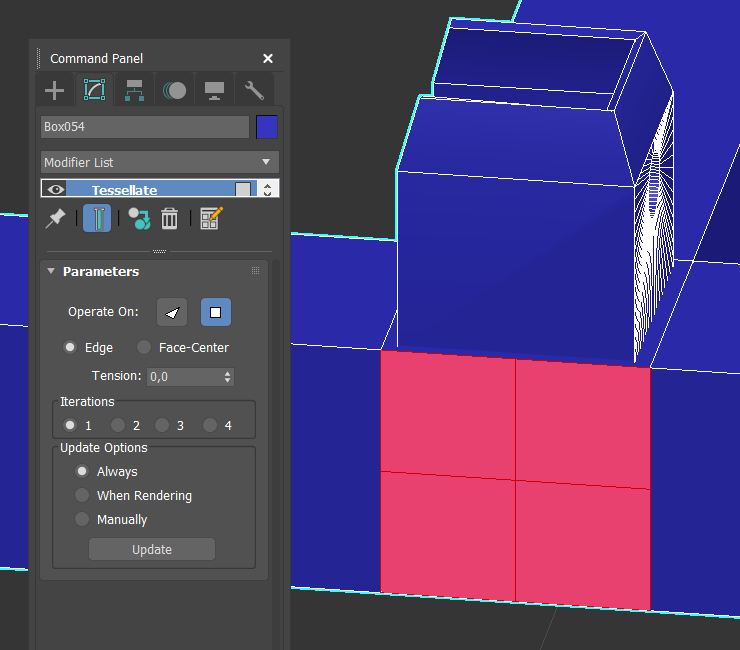 Command Panel
Box054
Modifier List
Tessellate
Parameters
Operate On:
Edge Face-Center
Tension: 0,0
Iterations
1 2 3 4
Update Options
Always
When Rendering
Manually
Update